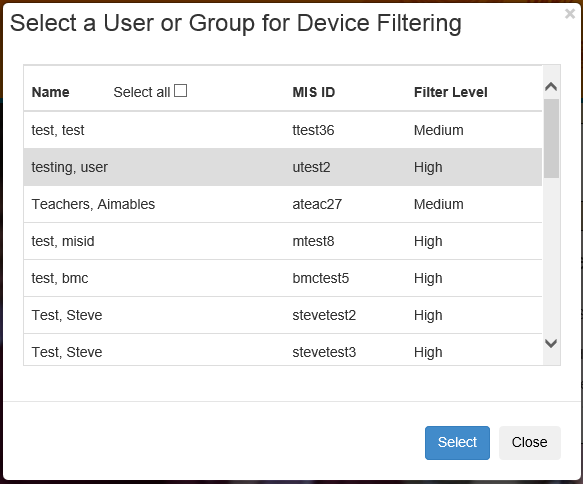 Select a User or Group for Device Filtering
×
Name Select all MIS ID Filter Level
test, test ttest36 Medium
testing, user utest2 High
Teachers, Aimables ateac27 Medium
test, misid mtest8 High
test, bmc bmctest5 High
Test, Steve stevetest2 High
Test, Steve stevetest3 High
Select Close